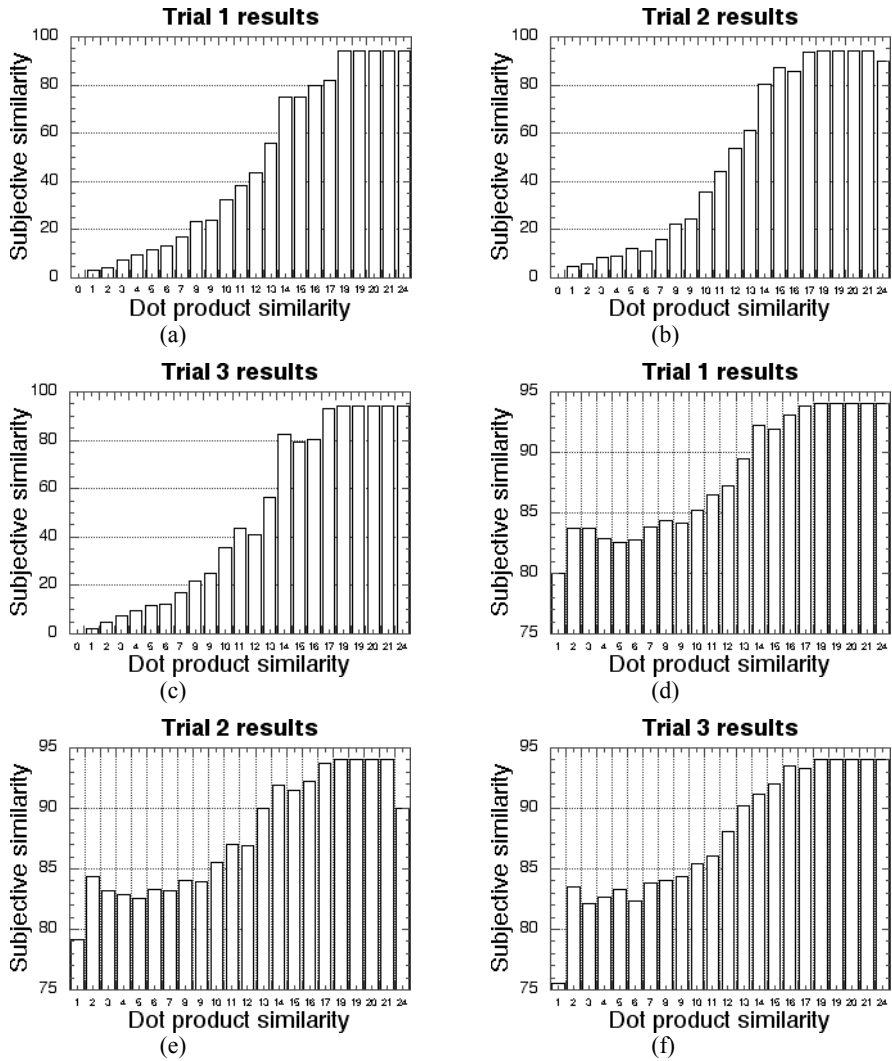 Trial 1 results
100
80
60
40
20
0
Subjective similarity
0 1 2 3 4 5 6 7 8 9 10 11 12 13 14 15 16 17 18 19 20 21 24
Dot product similarity
(a)
Trial 2 results
100
80
60
40
20
0
Subjective similarity
0 1 2 3 4 5 6 7 8 9 10 11 12 13 14 15 16 17 18 19 20 21 24
Dot product similarity
(b)
Trial 3 results
100
80
60
40
20
0
Subjective similarity
0 1 2 3 4 5 6 7 8 9 10 11 12 13 14 15 16 17 18 19 20 21 24
Dot product similarity
(c)
Trial 1 results
95
90
85
80
75
Subjective similarity
1 2 3 4 5 6 7 8 9 10 11 12 13 14 15 16 17 18 19 20 21 24
Dot product similarity
(d)
Trial 2 results
95
90
85
80
75
Subjective similarity
1 2 3 4 5 6 7 8 9 10 11 12 13 14 15 16 17 18 19 20 21 24
Dot product similarity
(e)
Trial 3 results
95
90
85
80
75
Subjective similarity
1 2 3 4 5 6 7 8 9 10 11 12 13 14 15 16 17 18 19 20 21 24
Dot product similarity
(f)